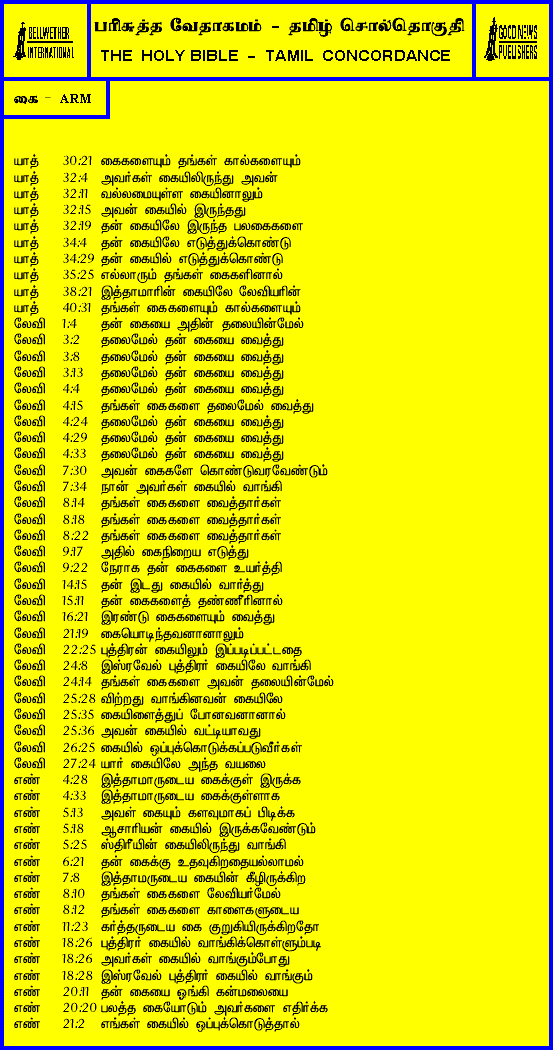 BELLWETHER
INTERNATIONAL
பரிசுத்த வேதாகமம் - தமிழ் சொல்தொகுதி
THE HOLY BIBLE - TAMIL CONCORDANCE
GOOD NEWS
PUBLISHERS
கை - ARM
யாத் 30:21 கைகளையும் தங்கள் கால்களையும்
யாத் 32:4 அவர்கள் கையிலிருந்து அவன்
யாத் 32:11 வல்லமையுள்ள கையினாலும்
யாத் 32:15 அவன் கையில் இருந்தது
யாத் 32:19 தன் கையிலே இருந்த பலகைகளை
யாத் 34:4 தன் கையிலே எடுத்துக்கொண்டு
யாத் 34:29 தன் கையில் எடுத்துக்கொண்டு
யாத் 35:25 எல்லாரும் தங்கள் கைகளினால்
யாத் 38:21 இத்தாமாரின் கையிலே லேவியரின்
யாத் 40:31 தங்கள் கைகளையும் கால்களையும்
லேவி 1:4 தன் கையை அதின் தலையின்மேல்
லேவி 3:2 தலைமேல் தன் கையை வைத்து
லேவி 3:8 தலைமேல் தன் கையை வைத்து
லேவி 3:13 தலைமேல் தன் கையை வைத்து
லேவி 4:4 தலைமேல் தன் கையை வைத்து
லேவி 4:15 தங்கள் கைகளை தலைமேல் வைத்து
லேவி 4:24 தலைமேல் தன் கையை வைத்து
லேவி 4:29 தலைமேல் தன் கையை வைத்து
லேவி 4:33 தலைமேல் தன் கையை வைத்து
லேவி 7:30 அவன் கைகளே கொண்டுவரவேண்டும்
லேவி 7:34 நான் அவர்கள் கையில் வாங்கி
லேவி 8:14 தங்கள் கைகளை வைத்தார்கள்
லேவி 8:18 தங்கள் கைகளை வைத்தார்கள்
லேவி 8:22 தங்கள் கைகளை வைத்தார்கள்
லேவி 9:17 அதில் கைநிறைய எடுத்து
லேவி 9:22 நேராக தன் கைகளை உயர்த்தி
லேவி 14:15 தன் இடது கையில் வார்த்து
லேவி 15:11 தன் கைகளைத் தண்ணீரினால்
லேவி 16:21 இரண்டு கைகளையும் வைத்து
லேவி 21:19 கையொடிந்தவனானாலும்
லேவி 22:25 புத்திரன் கையிலும் இப்படிப்பட்டதை
லேவி 24:8 இஸ்ரவேல் புத்திரர் கையிலே வாங்கி
லேவி 24:14 தங்கள் கைகளை அவன் தலையின்மேல்
லேவி 25:28 விற்றது வாங்கினவன் கையிலே
லேவி 25:35 கையிளைத்துப் போனவனானால்
லேவி 25:36 அவன் கையில் வட்டியாவது
லேவி 26:25 கையில் ஒப்புக்கொடுக்கப்படுவீர்கள்
லேவி 27:24 யார் கையிலே அந்த வயலை
எண் 4:28 இத்தாமாருடைய கைக்குள் இருக்க
எண் 4:33 இத்தாமாருடைய கைக்குள்ளாக
எண் 5:13 அவள் கையும் களவுமாகப் பிடிக்க
எண் 5:18 ஆசாரியன் கையில் இருக்கவேண்டும்
எண் 5:25 ஸ்திரீயின் கையிலிருந்து வாங்கி
எண் 6:21 தன் கைக்கு உதவுகிறதையல்லாமல்
எண் 7:8 இத்தாமருடைய கையின் கீழிருக்கிற
எண் 8:10 தங்கள் கைகளை லேவியர்மேல்
எண் 8:12 தங்கள் கைகளை காளைகளுடைய
எண் 11:23 கர்த்தருடைய கை குறுகியிருக்கிறதோ
எண் 18:26 புத்திரர் கையில் வாங்கிக்கொள்ளும்படி
எண் 18:26 அவர்கள் கையில் வாங்கும்போது
எண் 18:28 இஸ்ரவேல் புத்திரர் கையில் வாங்கும்
எண் 20:11 தன் கையை ஓங்கி கன்மலையை
எண் 20:20 பலத்த கையோடும் அவர்களை எதிர்க்க
எண் 21:2 எங்கள் கையில் ஒப்புக்கொடுத்தால்